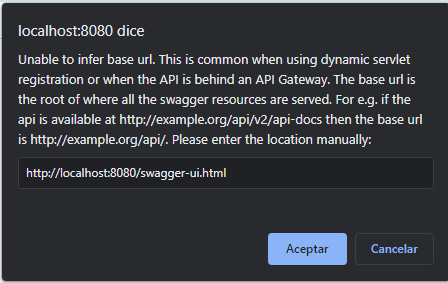 localhost:8080 dice
Unable to infer base url. This is common when using dynamic servlet
registration or when the API is behind an API Gateway. The base url is
the root of where all the swagger resources are served. For e.g. if the
api is available at http://example.org/api/v2/api-docs then the base url
is http://example.org/api/. Please enter the location manually:
http://localhost:8080/swagger-ui.html
Aceptar
Cancelar